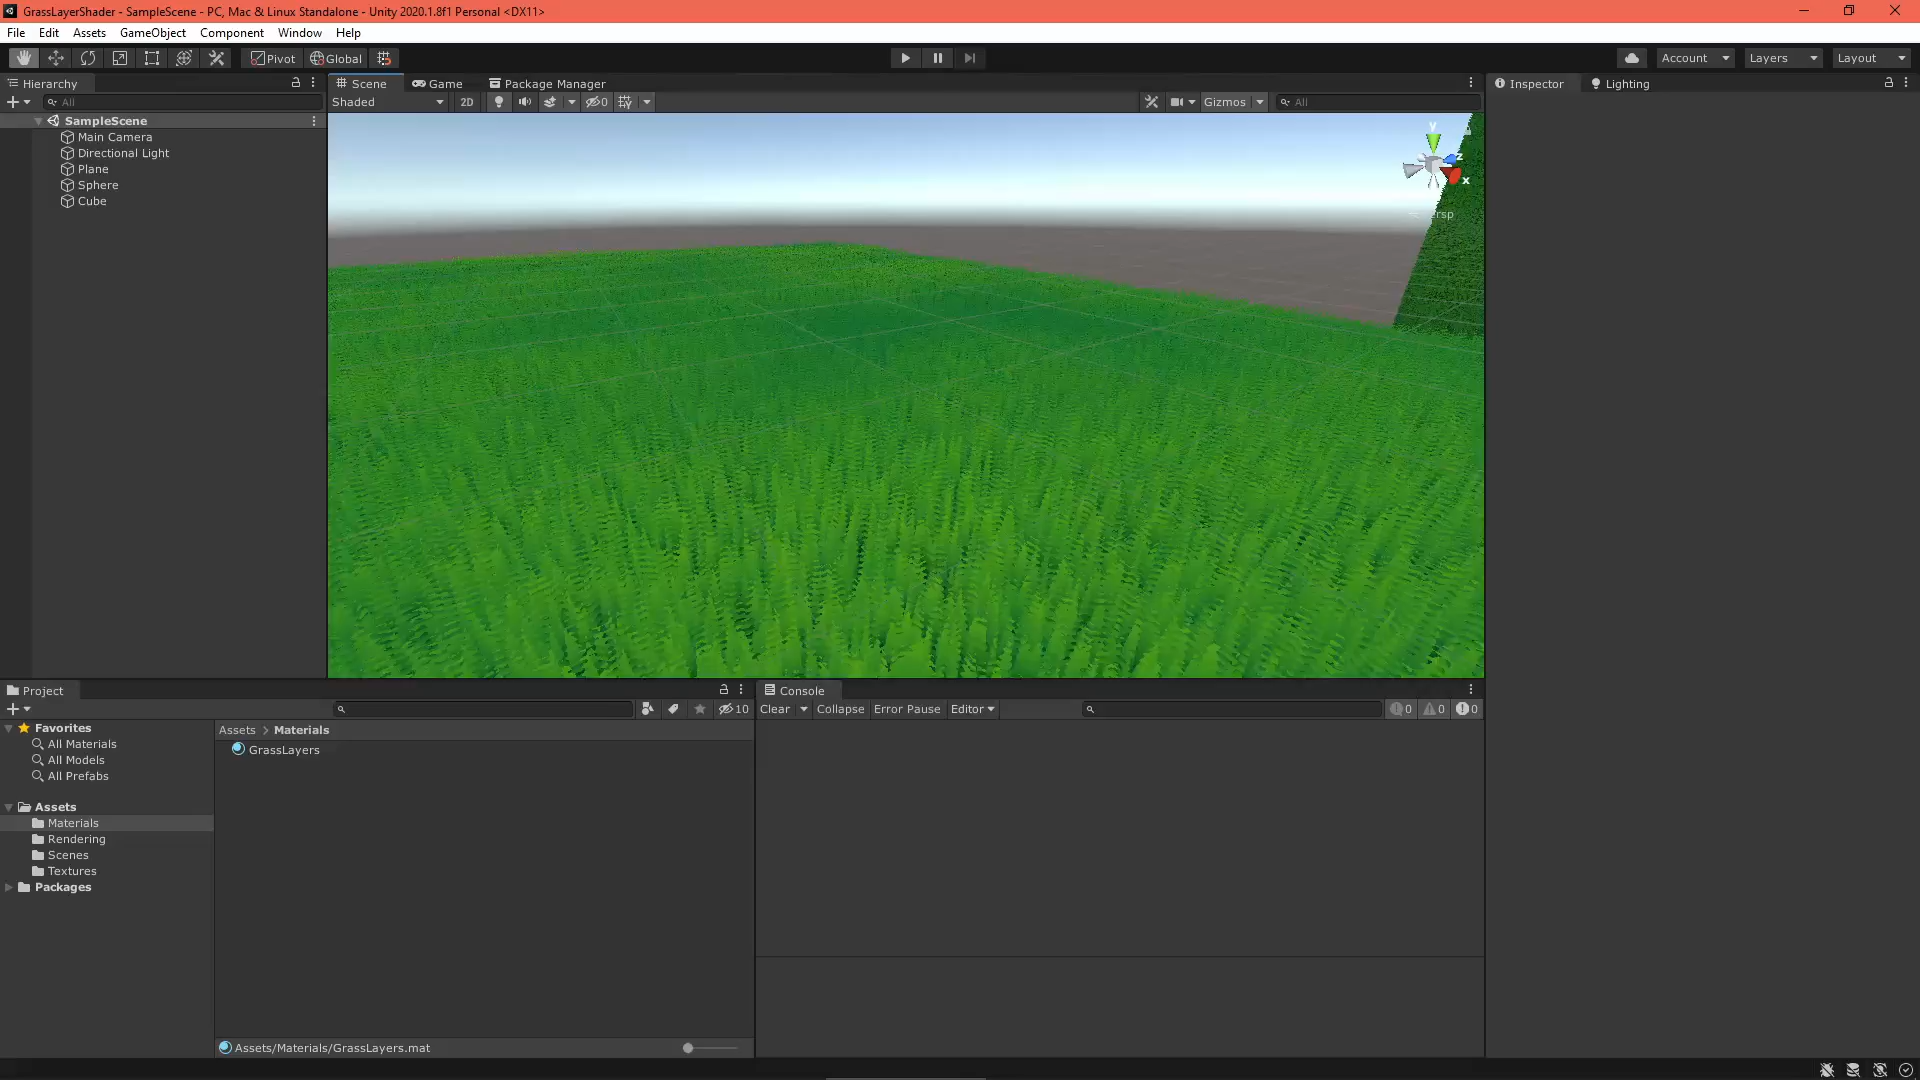 GrassLayerShader - SampleScene - PC, Mac & Linux Standalone - Unity 2020.1.8f1 Personal <DX11>
File Edit Assets GameObject Component Window Help
Pivot Global Account Layers Layout
Hierarchy
All
SampleScene
Main Camera
Directional Light
Plane
Sphere
Cube
Scene Game Package Manager
Shaded 2D 0 Gizmos All
y
z
x
Persp
Inspector Lighting
Project
10
Favorites
All Materials
All Models
All Prefabs
Assets
Materials
Rendering
Scenes
Textures
Packages
Assets > Materials
GrassLayers
Assets/Materials/GrassLayers.mat
Console
Clear Collapse Error Pause Editor 0 0 0